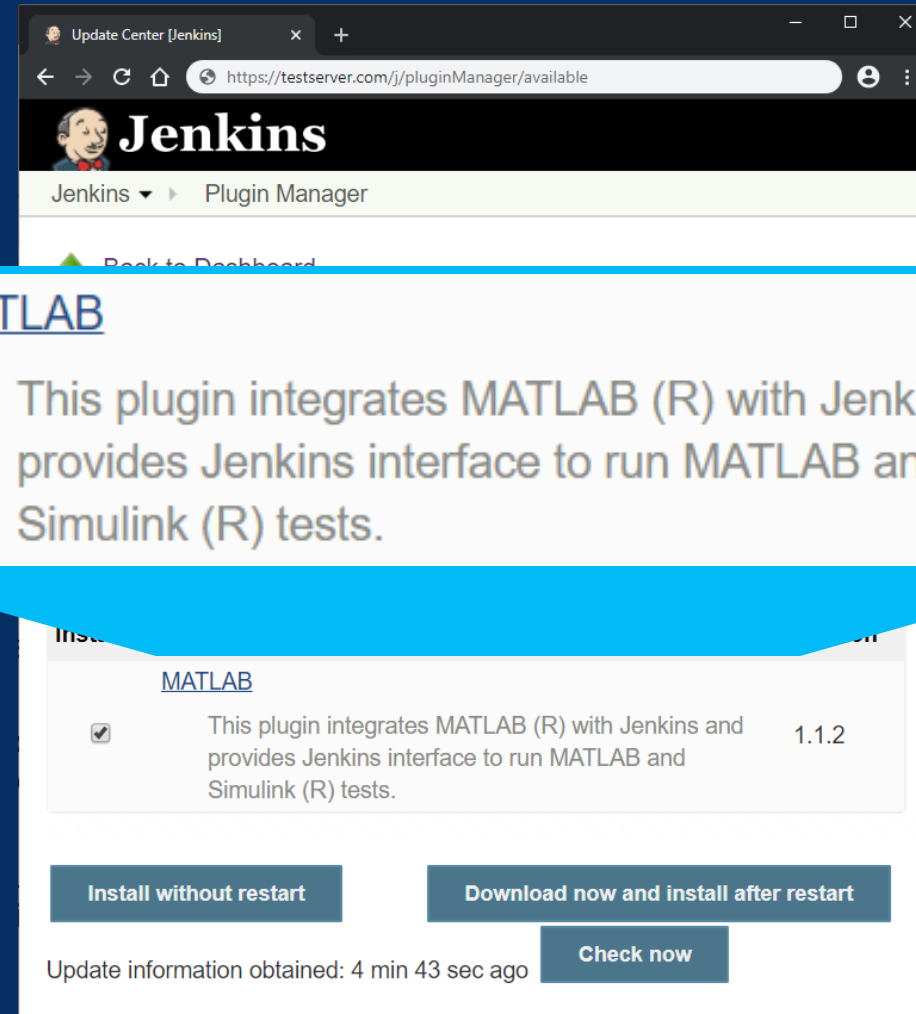 Update Center [Jenkins]
https://testserver.com/j/pluginManager/available
Jenkins
Jenkins Plugin Manager
Back to Dashboard
TLAB
This plugin integrates MATLAB (R) with Jenk
provides Jenkins interface to run MATLAB an
Simulink (R) tests.
MATLAB
This plugin integrates MATLAB (R) with Jenkins and
provides Jenkins interface to run MATLAB and
Simulink (R) tests.
1.1.2
Install without restart
Download now and install after restart
Update information obtained: 4 min 43 sec ago
Check now